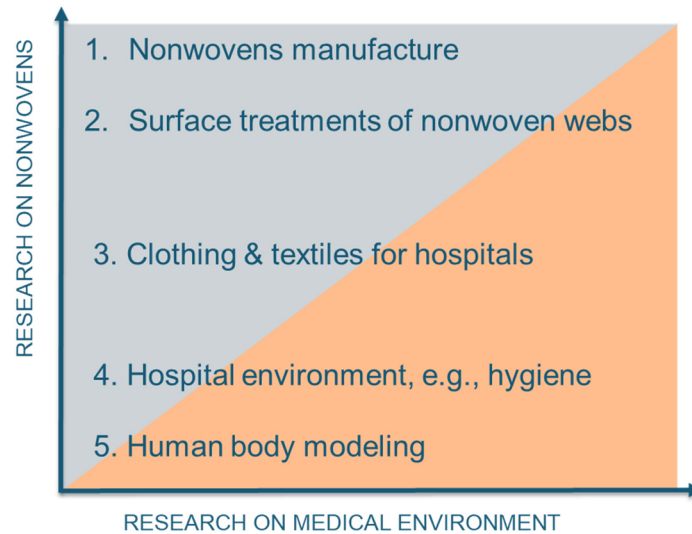 RESEARCH ON NONWOVENS
1. Nonwovens manufacture
2. Surface treatments of nonwoven webs
3. Clothing & textiles for hospitals
4. Hospital environment, e.g., hygiene
5. Human body modeling
RESEARCH ON MEDICAL ENVIRONMENT